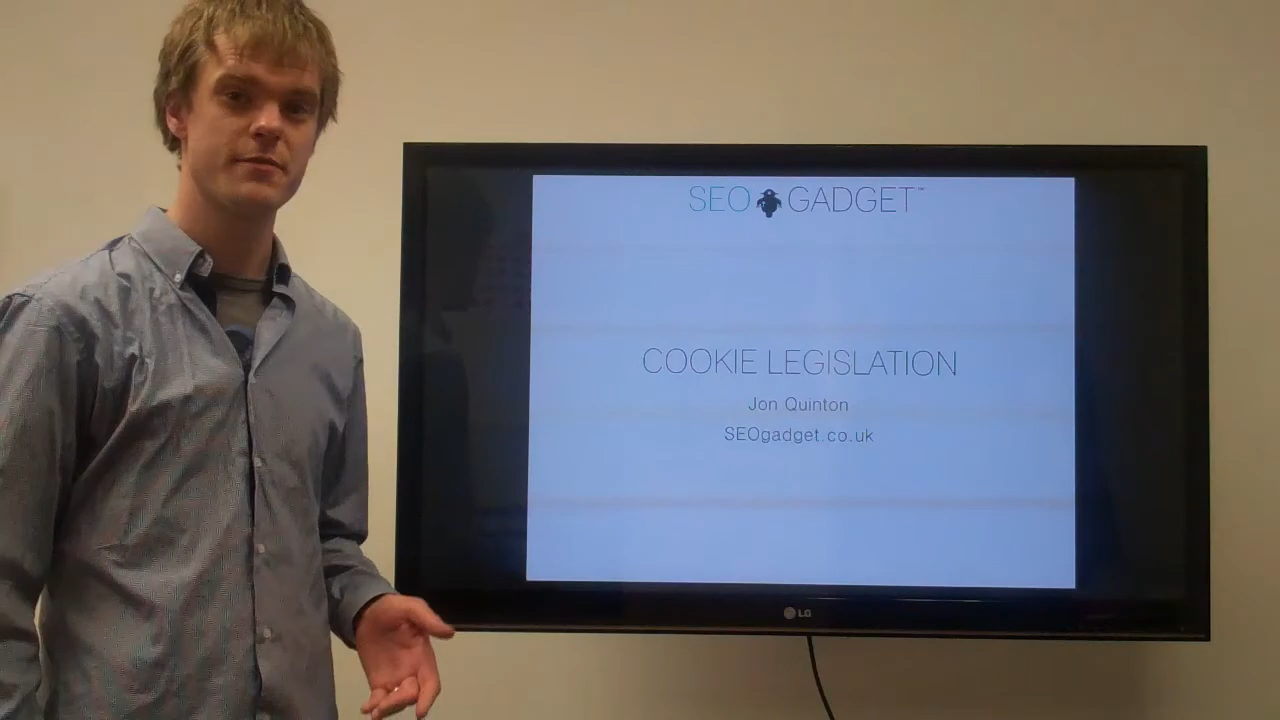 SEO GADGET™
COOKIE LEGISLATION
Jon Quinton
SEOgadget.co.uk
LG